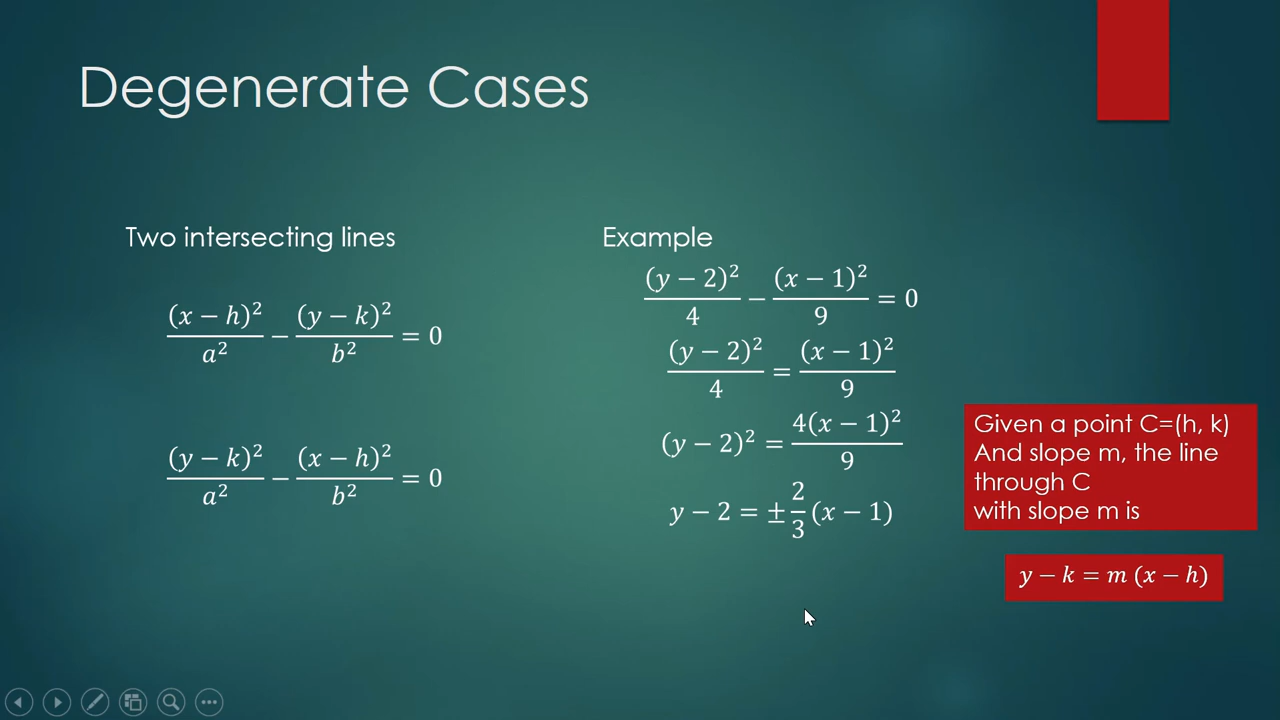 Degenerate Cases
Two intersecting lines
(x − h)²/a² − (y − k)²/b² = 0
(y − k)²/a² − (x − h)²/b² = 0
Example
(y − 2)²/4 − (x − 1)²/9 = 0
(y − 2)²/4 = (x − 1)²/9
(y − 2)² = 4(x − 1)²/9
y − 2 = ± 2/3 (x − 1)
Given a point C=(h, k)
And slope m, the line
through C
with slope m is
y − k = m (x − h)